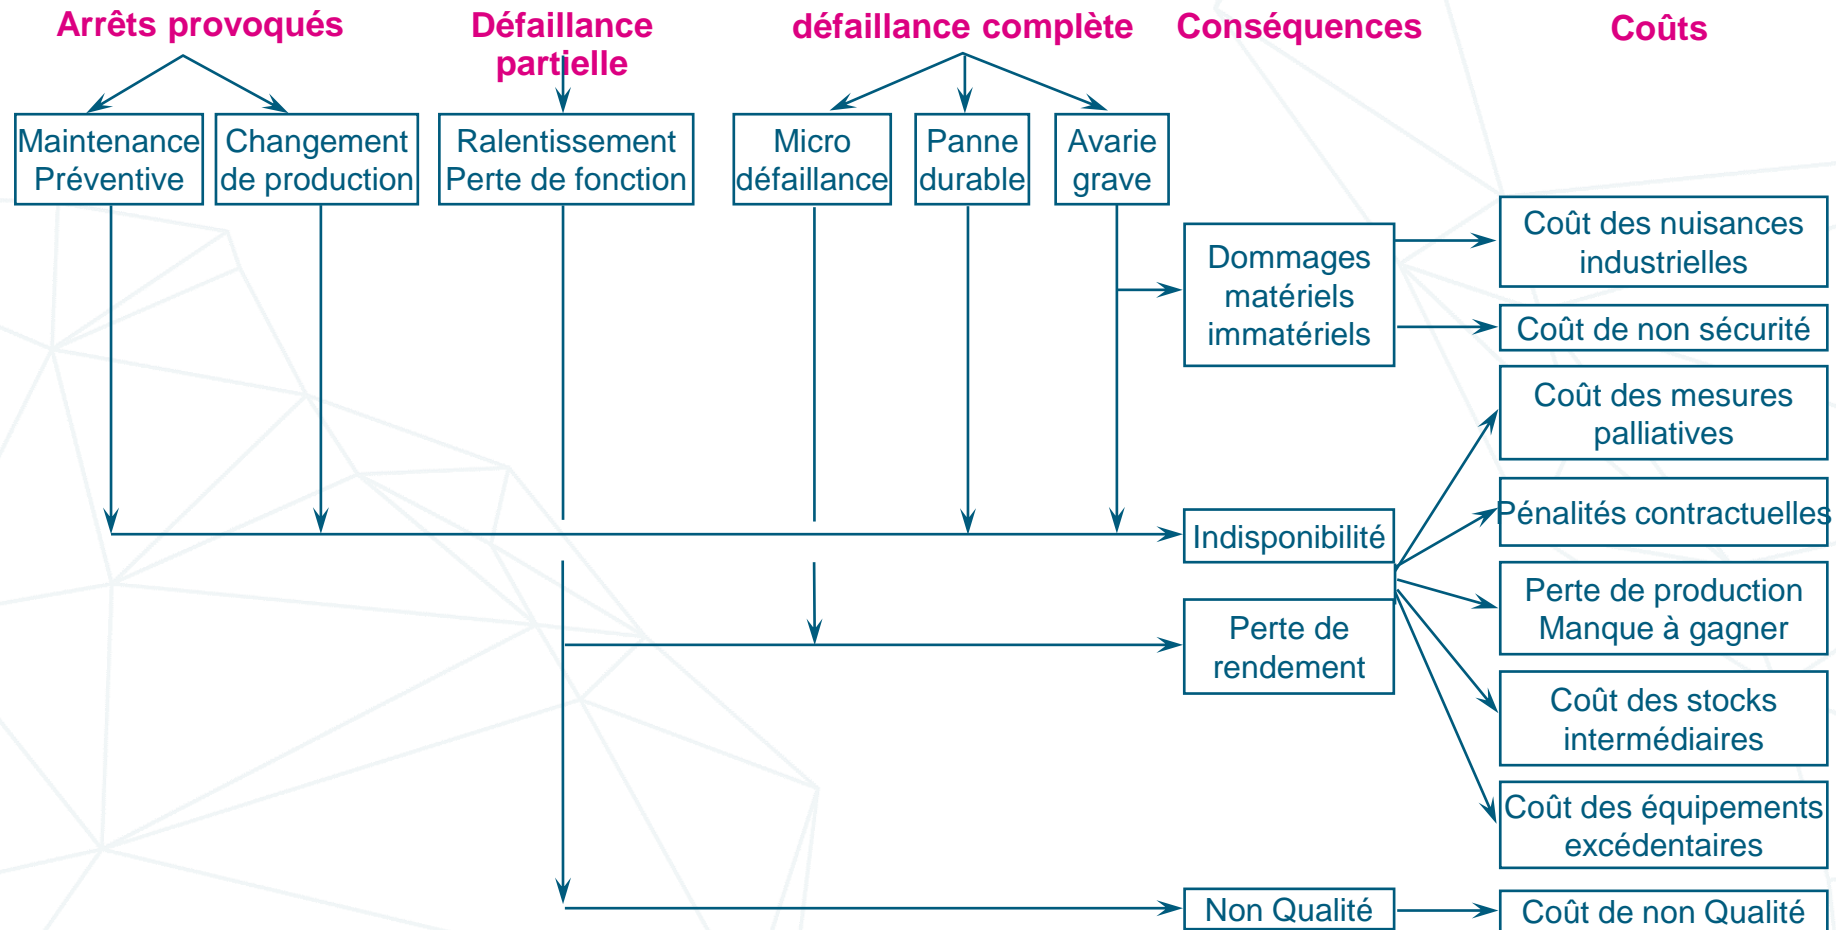 Arrêts provoqués
Défaillance
partielle
défaillance complète
Conséquences
Coûts
Maintenance
Préventive
Changement
de production
Ralentissement
Perte de fonction
Micro
défaillance
Panne
durable
Avarie
grave
Dommages
matériels
immatériels
Indisponibilité
Perte de
rendement
Non Qualité
Coût des nuisances
industrielles
Coût de non sécurité
Coût des mesures
palliatives
Pénalités contractuelles
Perte de production
Manque à gagner
Coût des stocks
intermédiaires
Coût des équipements
excédentaires
Coût de non Qualité